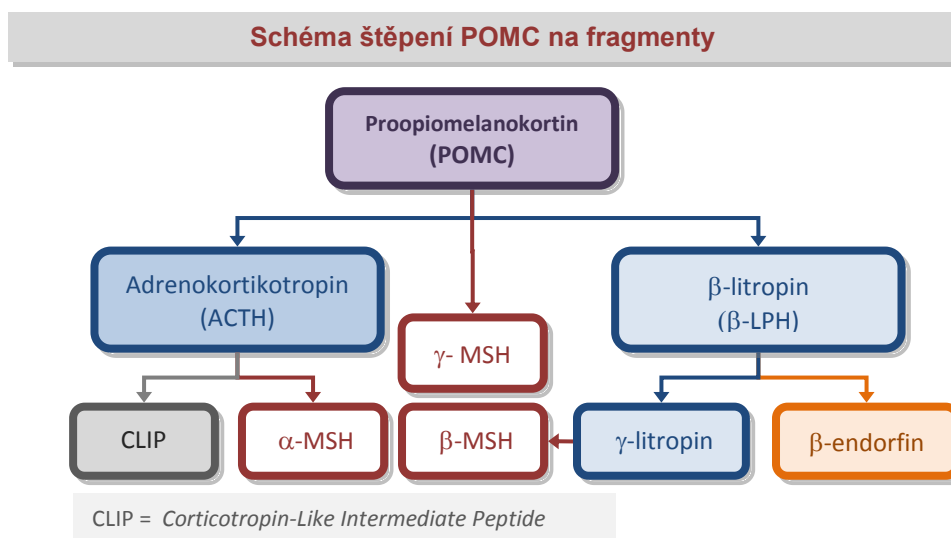 Schéma štěpení POMC na fragmenty
Proopiomelanokortin
(POMC)
Adrenokortikotropin
(ACTH)
β-litropin
(β-LPH)
γ- MSH
CLIP
α-MSH
β-MSH
γ-litropin
β-endorfin
CLIP = Corticotropin-Like Intermediate Peptide